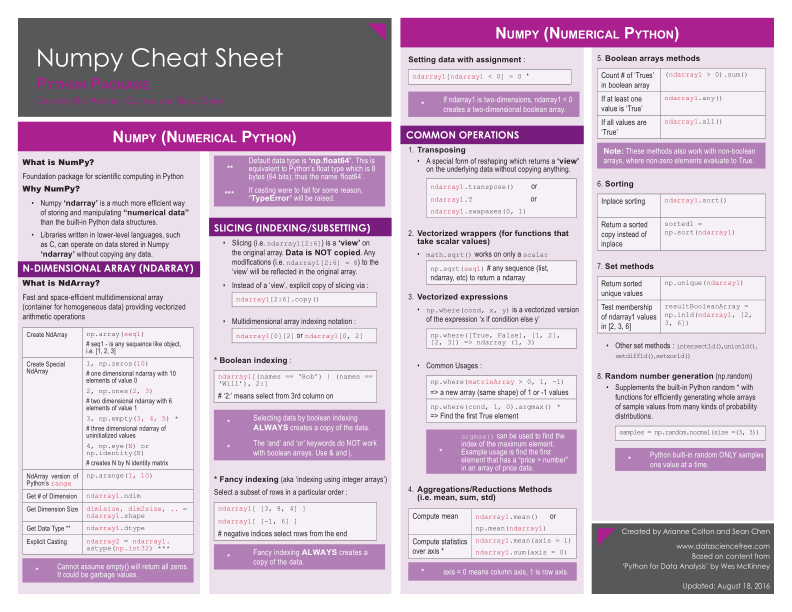 Numpy Cheat Sheet
PYTHON PACKAGE
NUMPY (NUMERICAL PYTHON)
What is NumPy?
Foundation package for scientific computing in Python
Why NumPy?
• Numpy ‘ndarray’ is a much more efficient way
of storing and manipulating “numerical data”
than the built-in Python data structures.
• Libraries written in lower-level languages, such
as C, can operate on data stored in Numpy
‘ndarray’ without copying any data.
N-DIMENSIONAL ARRAY (NDARRAY)
What is NdArray?
Fast and space-efficient multidimensional array
(container for homogeneous data) providing vectorized
arithmetic operations
Create NdArray
np.array(seq1)
# seq1 - is any sequence like object,
i.e. [1, 2, 3]
Create Special
NdArray
1, np.zeros(10)
# one dimensional ndarray with 10
elements of value 0
2, np.ones(2, 3)
# two dimensional ndarray with 6
elements of value 1
3, np.empty(3, 4, 5) *
# three dimensional ndarray of
uninitialized values
4, np.eye(N) or
np.identity(N)
# creates N by N identity matrix
NdArray version of
Python’s range
np.arange(1, 10)
Get # of Dimension
ndarray1.ndim
Get Dimension Size
dim1size, dim2size, .. =
ndarray1.shape
Get Data Type **
ndarray1.dtype
Explicit Casting
ndarray2 = ndarray1.
astype(np.int32) ***
* Cannot assume empty() will return all zeros.
It could be garbage values.
** Default data type is ‘np.float64’. This is
equivalent to Python’s float type which is 8
bytes (64 bits); thus the name ‘float64’.
*** If casting were to fail for some reason,
‘TypeError’ will be raised.
SLICING (INDEXING/SUBSETTING)
• Slicing (i.e. ndarray1[2:6]) is a ‘view’ on
the original array. Data is NOT copied. Any
modifications (i.e. ndarray1[2:6] = 8) to the
‘view’ will be reflected in the original array.
• Instead of a ‘view’, explicit copy of slicing via :
ndarray1[2:6].copy()
• Multidimensional array indexing notation :
ndarray1[0][2] or ndarray1[0, 2]
* Boolean indexing :
ndarray1[(names == ‘Bob’) | (names ==
‘Will’), 2:]
# ‘2:’ means select from 3rd column on
* Selecting data by boolean indexing
ALWAYS creates a copy of the data.
* The ‘and’ and ‘or’ keywords do NOT work
with boolean arrays. Use & and |.
* Fancy indexing (aka ‘indexing using integer arrays’)
Select a subset of rows in a particular order :
ndarray1[ [3, 8, 4] ]
ndarray1[ [-1, 6] ]
# negative indices select rows from the end
* Fancy indexing ALWAYS creates a
copy of the data.
NUMPY (NUMERICAL PYTHON)
Setting data with assignment :
ndarray1[ndarray1 < 0] = 0 *
* If ndarray1 is two-dimensions, ndarray1 < 0
creates a two-dimensional boolean array.
COMMON OPERATIONS
1. Transposing
• A special form of reshaping which returns a ‘view’
on the underlying data without copying anything.
ndarray1.transpose() or
ndarray1.T or
ndarray1.swapaxes(0, 1)
2. Vectorized wrappers (for functions that
take scalar values)
• math.sqrt() works on only a scalar
np.sqrt(seq1) # any sequence (list,
ndarray, etc) to return a ndarray
3. Vectorized expressions
• np.where(cond, x, y) is a vectorized version
of the expression ‘x if condition else y’
np.where([True, False], [1, 2],
[2, 3]) => ndarray (1, 3)
• Common Usages :
np.where(matrixArray > 0, 1, -1)
=> a new array (same shape) of 1 or -1 values
np.where(cond, 1, 0).argmax() *
=> Find the first True element
* argmax() can be used to find the
index of the maximum element.
Example usage is find the first
element that has a “price > number”
in an array of price data.
4. Aggregations/Reductions Methods
(i.e. mean, sum, std)
Compute mean
ndarray1.mean() or
np.mean(ndarray1)
Compute statistics
over axis *
ndarray1.mean(axis = 1)
ndarray1.sum(axis = 0)
* axis = 0 means column axis, 1 is row axis.
5. Boolean arrays methods
Count # of ‘Trues’
in boolean array
(ndarray1 > 0).sum()
If at least one
value is ‘True’
ndarray1.any()
If all values are
‘True’
ndarray1.all()
Note: These methods also work with non-boolean
arrays, where non-zero elements evaluate to True.
6. Sorting
Inplace sorting
ndarray1.sort()
Return a sorted
copy instead of
inplace
sorted1 =
np.sort(ndarray1)
7. Set methods
Return sorted
unique values
np.unique(ndarray1)
Test membership
of ndarray1 values
in [2, 3, 6]
resultBooleanArray =
np.in1d(ndarray1, [2,
3, 6])
• Other set methods : intersect1d(),union1d(),
setdiff1d(),setxor1d()
8. Random number generation (np.random)
• Supplements the built-in Python random * with
functions for efficiently generating whole arrays
of sample values from many kinds of probability
distributions.
samples = np.random.normal(size =(3, 3))
* Python built-in random ONLY samples
one value at a time.
Created by Arianne Colton and Sean Chen
www.datasciencefree.com
Based on content from
‘Python for Data Analysis’ by Wes McKinney
Updated: August 18, 2016